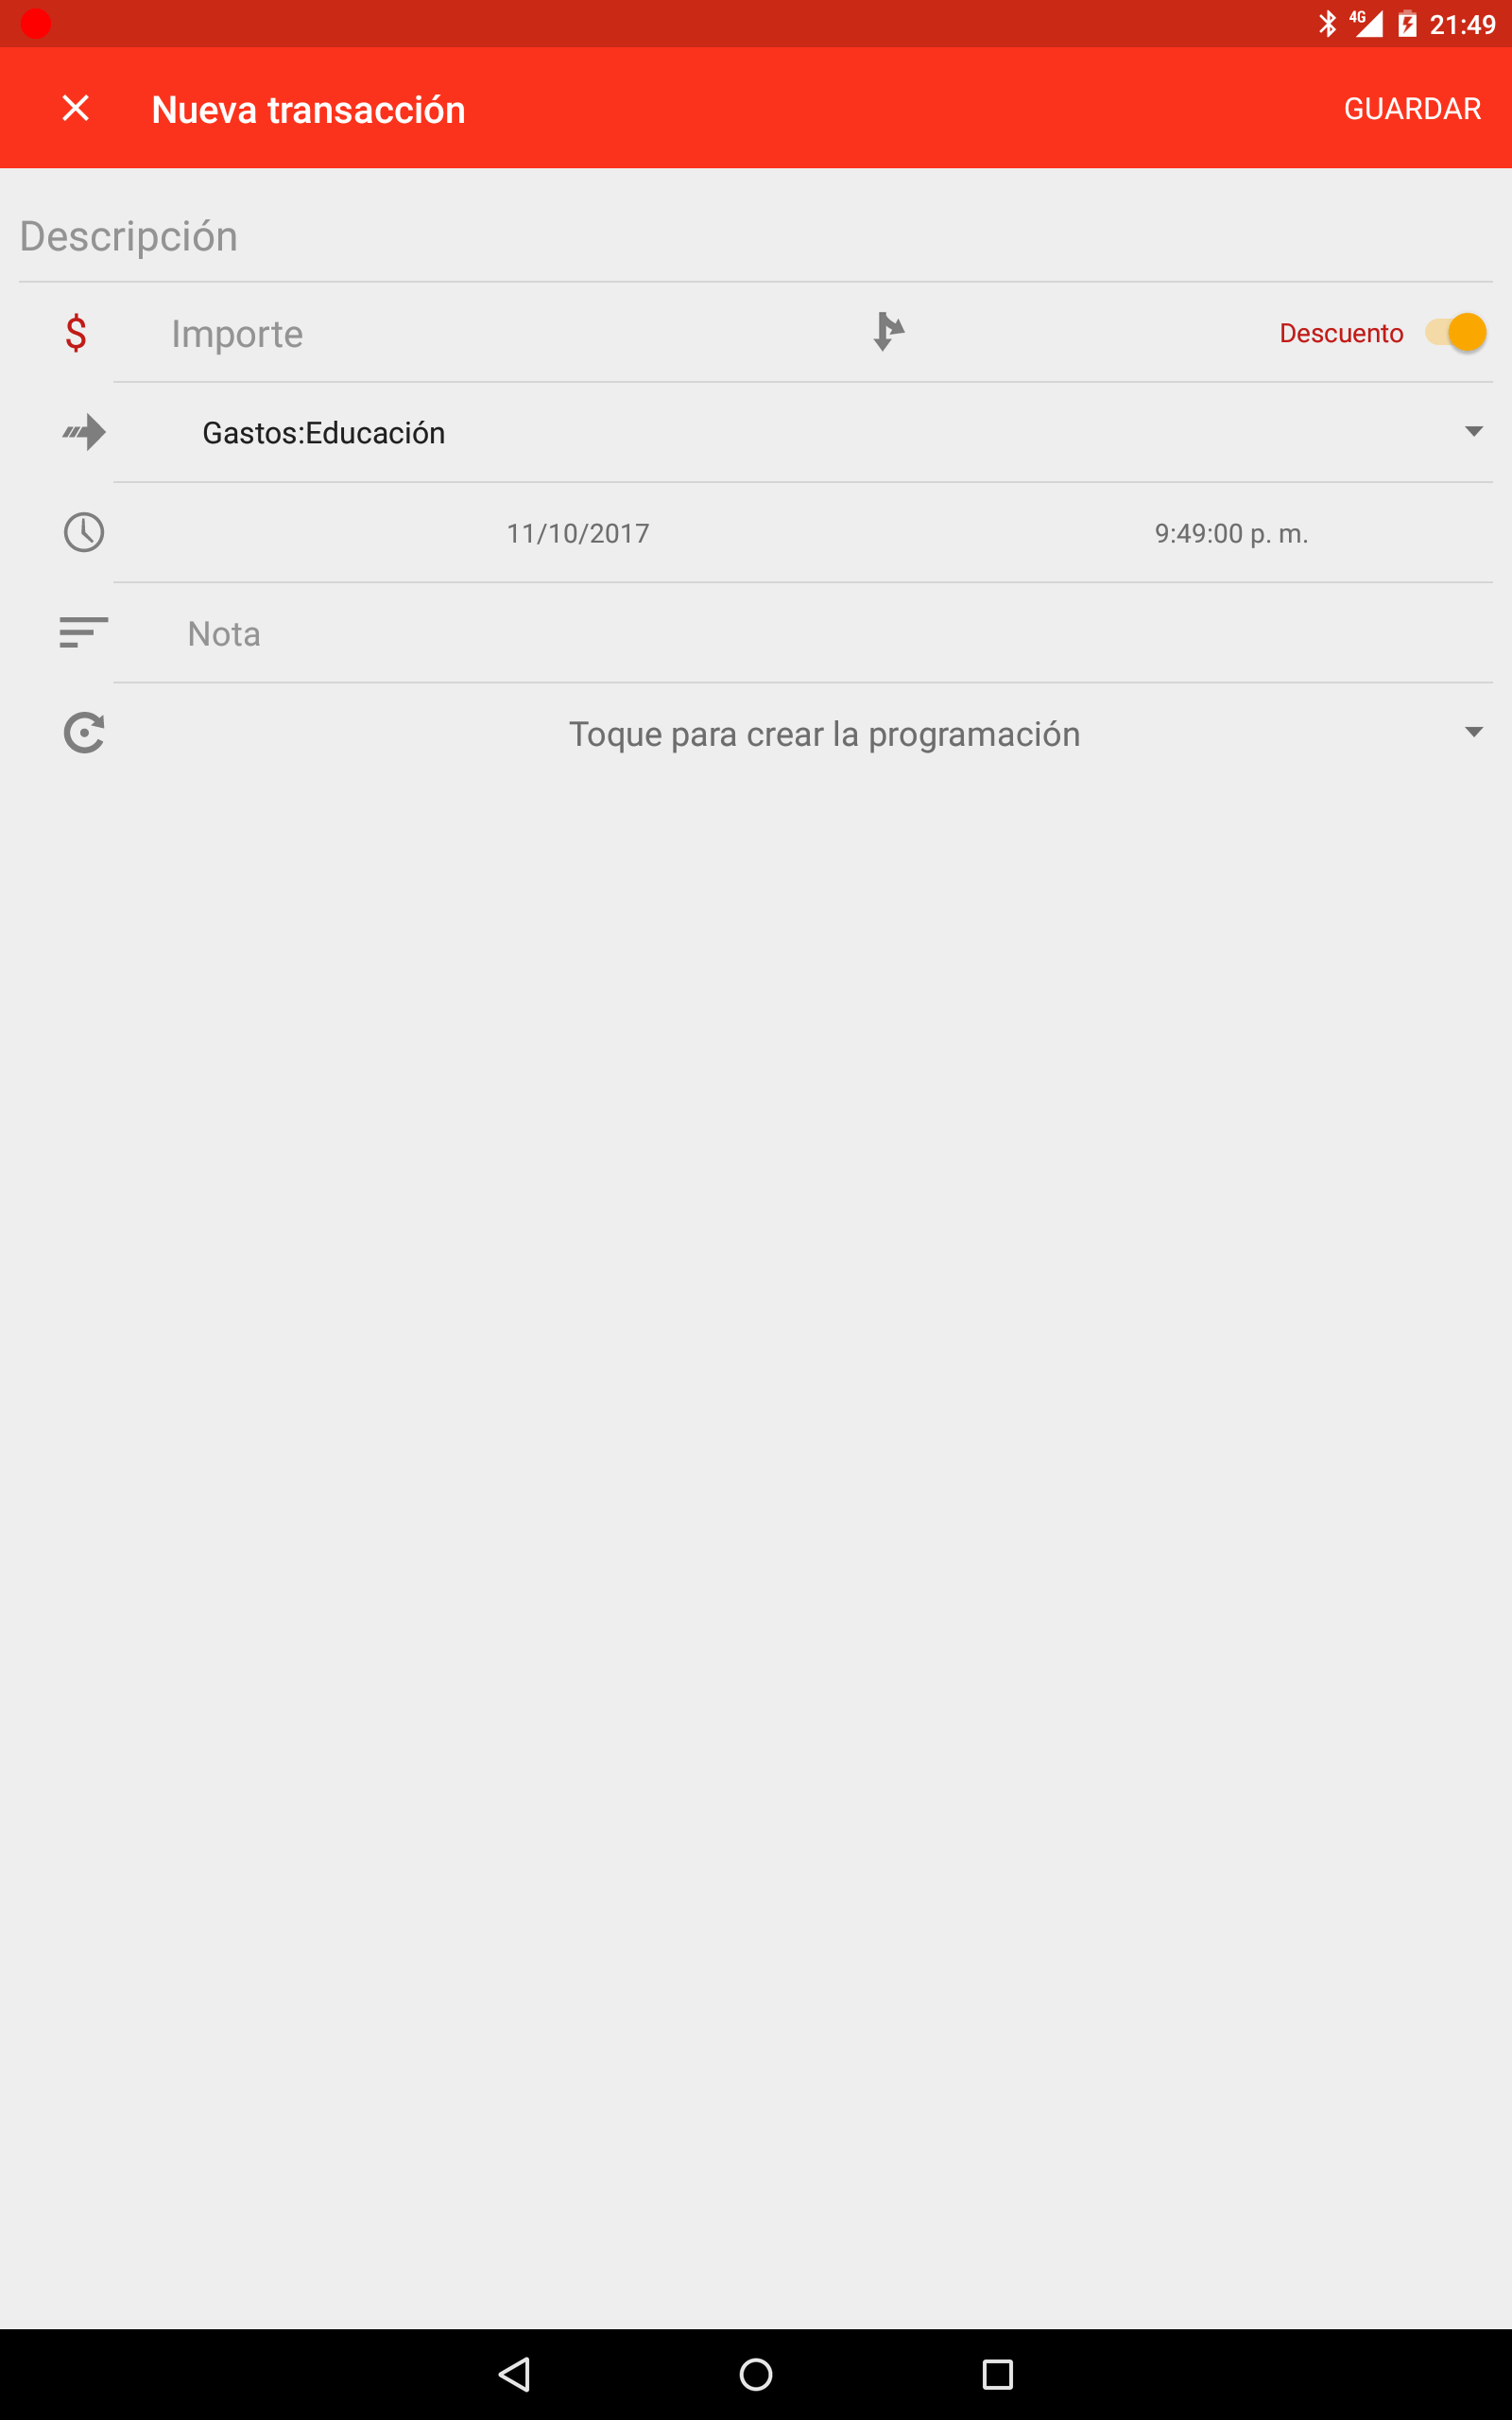 4G 21:49
Nueva transacción GUARDAR
Descripción
$ Importe Descuento
Gastos:Educación
11/10/2017 9:49:00 p. m.
Nota
Toque para crear la programación